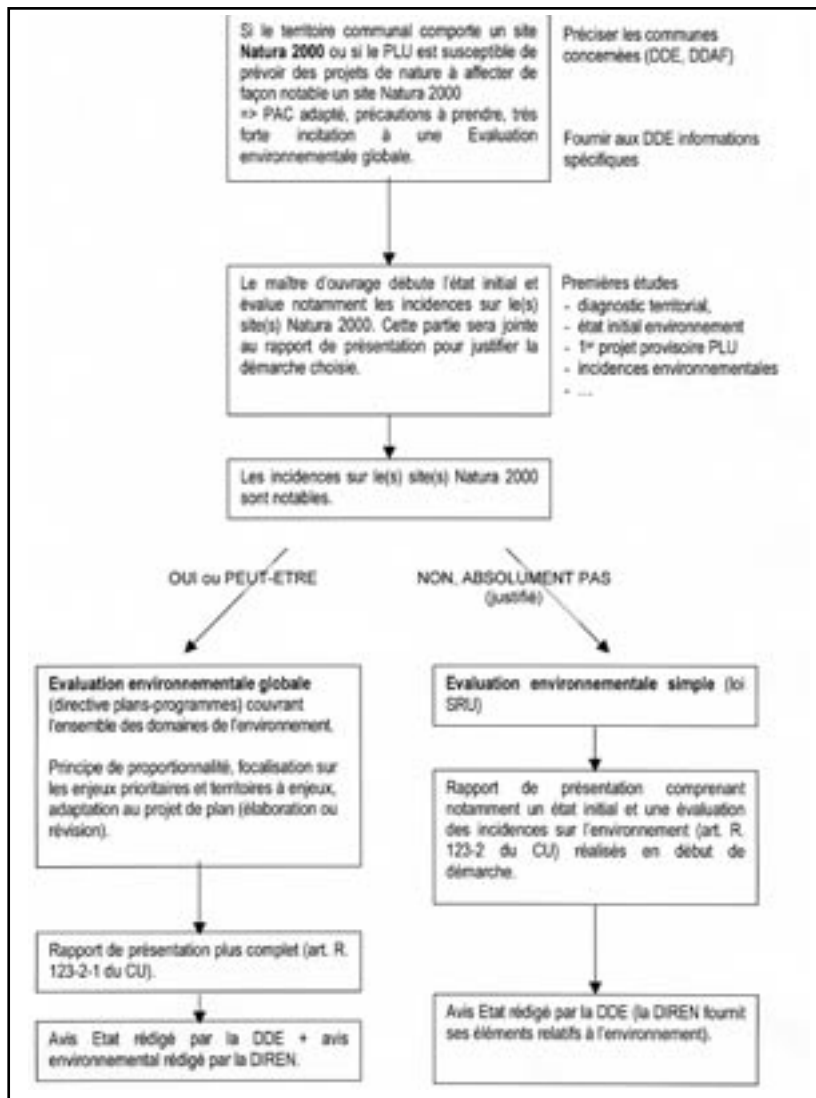 Si le territoire communal comporte un site
Natura 2000 ou si le PLU est susceptible de
prévoir des projets de nature à affecter de
façon notable un site Natura 2000
=> PAC adapté, précautions à prendre, trés
forte incitation à une Evaluation
environnementale globale.
Préciser les communes
concernées (DDE, DDAF)
Fournir aux DDE informations
spécifiques
Le maître d'ouvrage débute l'état initial et
évalue notamment les incidences sur le(s)
site(s) Natura 2000. Cette partie sera jointe
au rapport de présentation pour justifier la
démarche choisie.
Premières études
- diagnostic territorial,
- état initial environnement
- 1er projet provisoire PLU
- incidences environnementales
- ...
Les incidences sur le(s) site(s) Natura 2000
sont notables.
OUI ou PEUT-ETRE
NON, ABSOLUMENT PAS
(justifié)
Evaluation environnementale globale
(directive plans-programmes) couvrant
l'ensemble des domaines de l'environnement.
Principe de proportionnalité, focalisation sur
les enjeux prioritaires et territoires à enjeux,
adaptation au projet de plan (élaboration ou
révision).
Rapport de présentation plus complet (art. R.
123-2-1 du CU).
Avis Etat rédigé par la DDE + avis
environmental rédigé par la DIREN.
Evaluation environnementale simple (loi
SRU)
Rapport de présentation comprenant
notamment un état initial et une évaluation
des incidences sur l'environnement (art. R.
123-2 du CU) réalisés en début de
démarche.
Avis Etat rédigé par la DDE (la DIREN fournit
ses éléments relatifs à l'environnement).